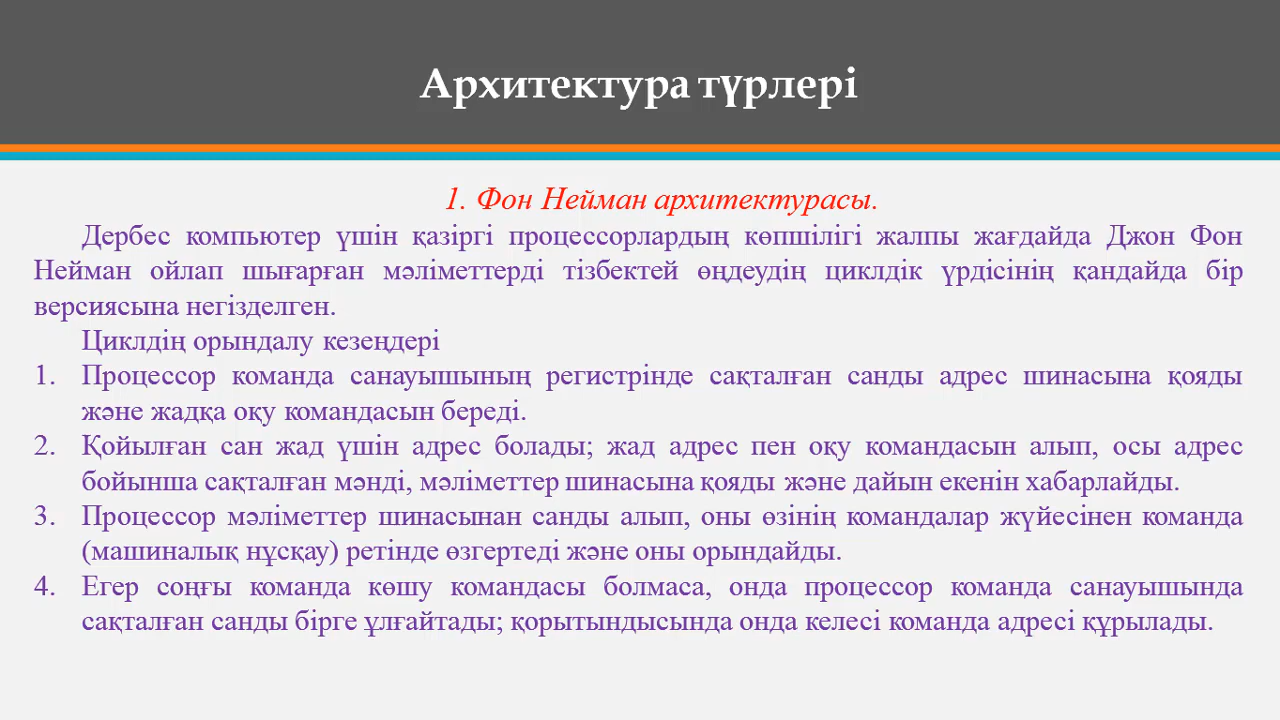 Архитектура түрлері
1. Фон Нейман архитектурасы.
Дербес компьютер үшін қазіргі процессорлардың көпшілігі жалпы жағдайда Джон Фон
Нейман ойлап шығарған мәліметтерді тізбектей өңдеудің циклдік үрдісінің қандайда бір
версиясына негізделген.
Циклдің орындалу кезеңдері
1. Процессор команда санауышының регистрінде сақталған санды адрес шинасына қояды
және жадқа оқу командасын береді.
2. Қойылған сан жад үшін адрес болады; жад адрес пен оқу командасын алып, осы адрес
бойынша сақталған мәнді, мәліметтер шинасына қояды және дайын екенін хабарлайды.
3. Процессор мәліметтер шинасынан санды алып, оны өзінің командалар жүйесінен команда
(машиналық нұсқау) ретінде өзгертеді және оны орындайды.
4. Егер соңғы команда көшу командасы болмаса, онда процессор команда санауышында
сақталған санды бірге ұлғайтады; қорытындысында онда келесі команда адресі құрылады.